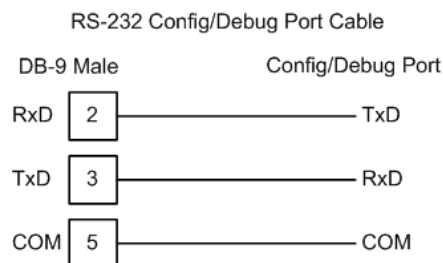 RS-232 Config/Debug Port Cable
DB-9 Male Config/Debug Port
RxD 2 TxD
TxD 3 RxD
COM 5 COM